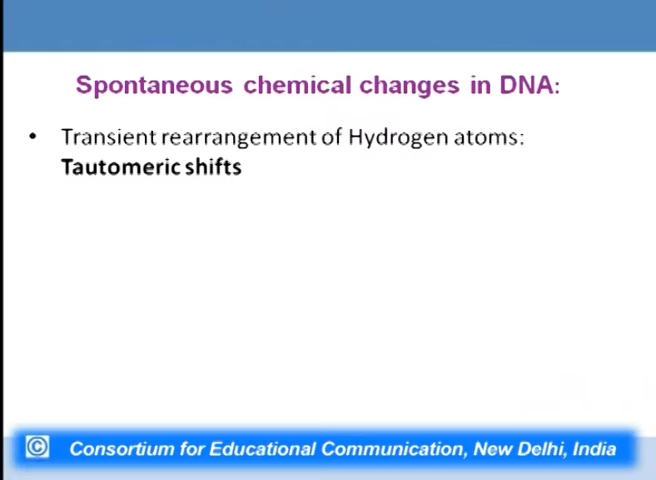 Spontaneous chemical changes in DNA:
• Transient rearrangement of Hydrogen atoms:
Tautomeric shifts
© Consortium for Educational Communication, New Delhi, India